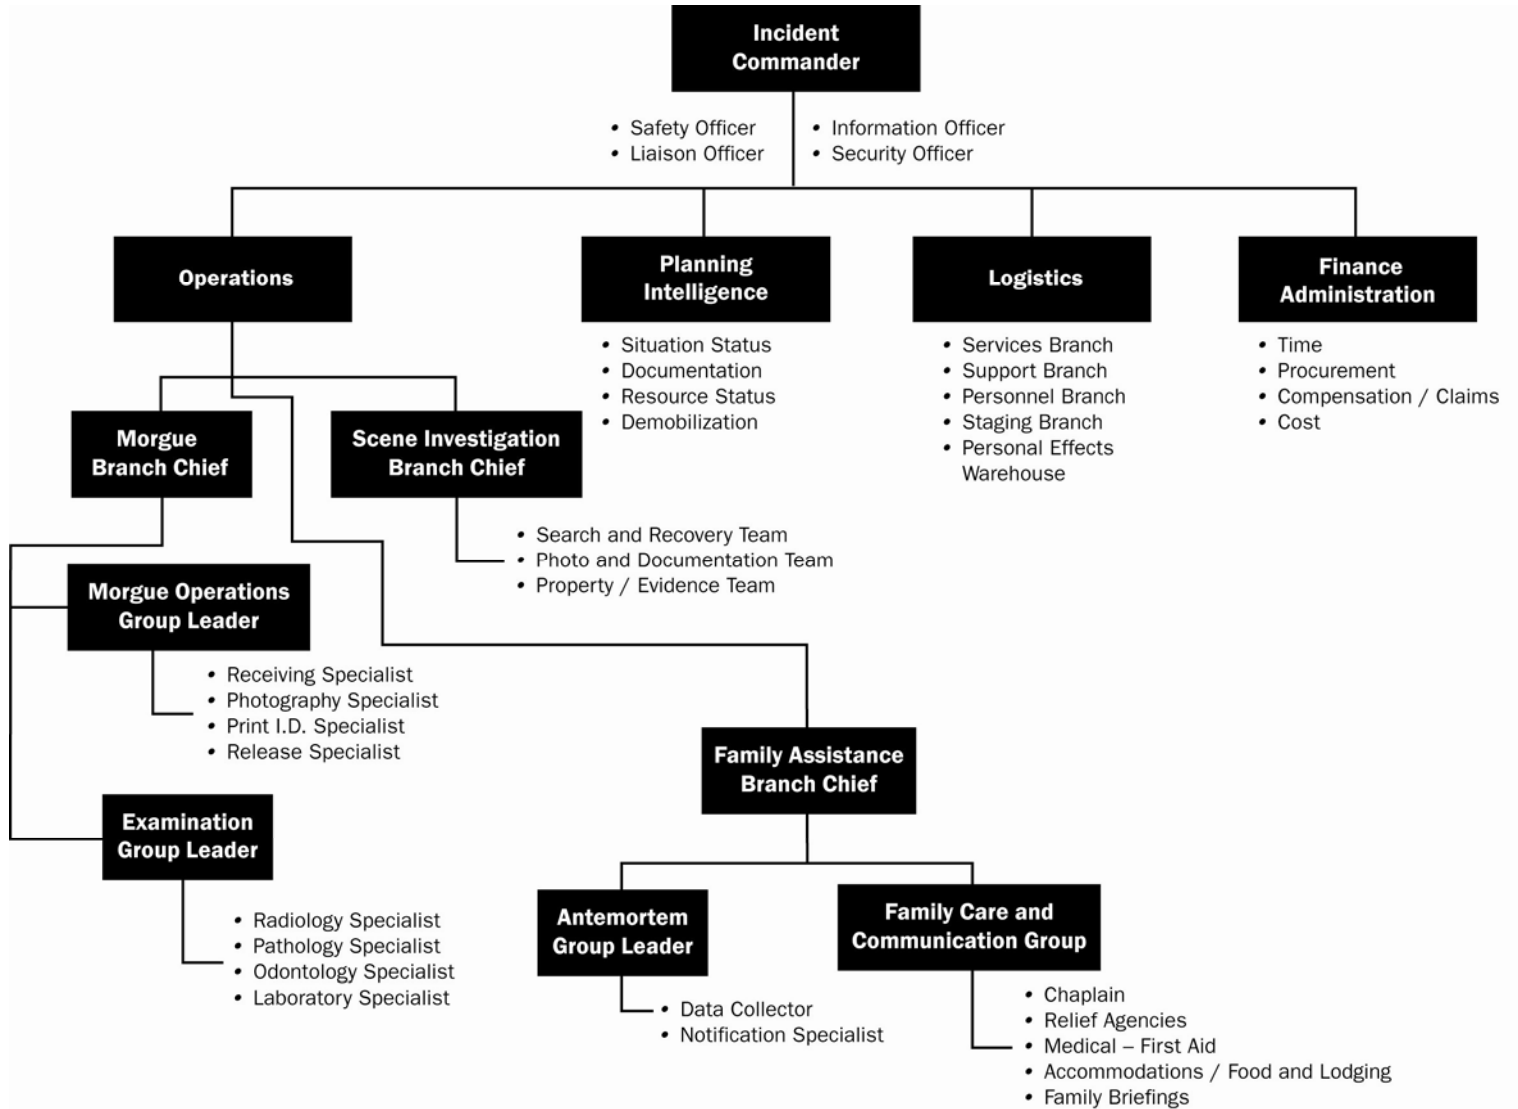 Incident
Commander
• Safety Officer
• Liaison Officer
• Information Officer
• Security Officer
Operations
Planning
Intelligence
• Situation Status
• Documentation
• Resource Status
• Demobilization
Logistics
• Services Branch
• Support Branch
• Personnel Branch
• Staging Branch
• Personal Effects
Warehouse
Finance
Administration
• Time
• Procurement
• Compensation / Claims
• Cost
Morgue
Branch Chief
Scene Investigation
Branch Chief
• Search and Recovery Team
• Photo and Documentation Team
• Property / Evidence Team
Morgue Operations
Group Leader
• Receiving Specialist
• Photography Specialist
• Print I.D. Specialist
• Release Specialist
Examination
Group Leader
• Radiology Specialist
• Pathology Specialist
• Odontology Specialist
• Laboratory Specialist
Family Assistance
Branch Chief
Antemortem
Group Leader
• Data Collector
• Notification Specialist
Family Care and
Communication Group
• Chaplain
• Relief Agencies
• Medical – First Aid
• Accommodations / Food and Lodging
• Family Briefings